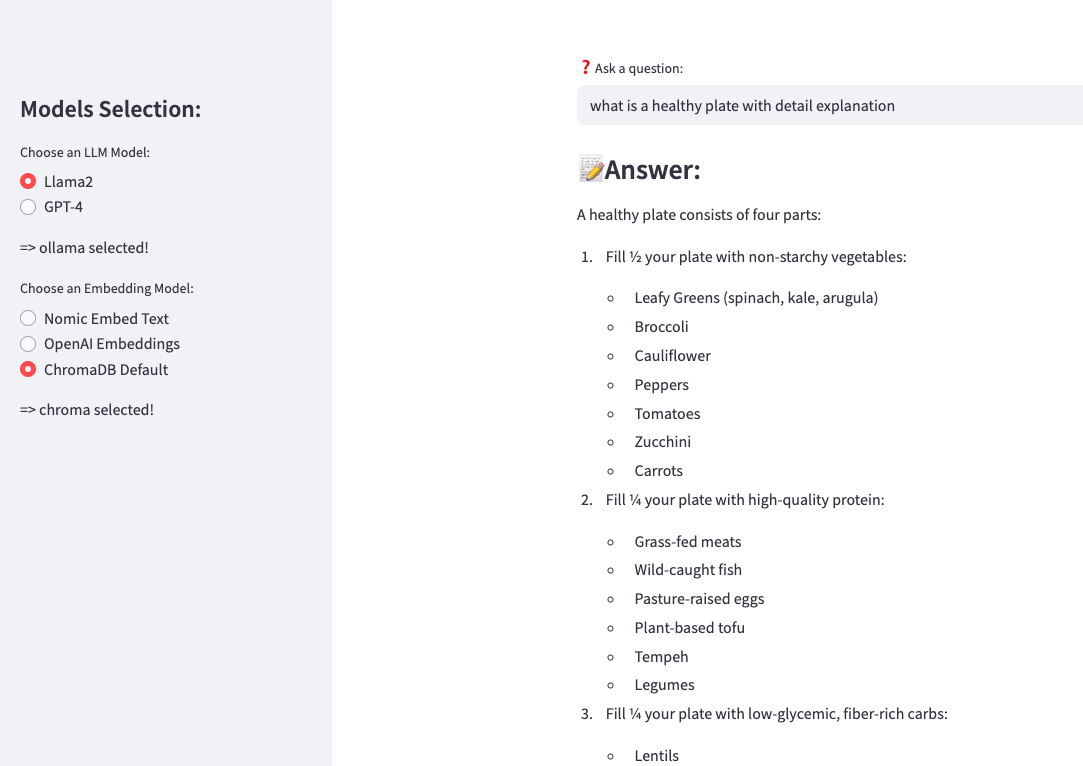 Models Selection:
Choose an LLM Model:
Llama2
GPT-4
=> ollama selected!
Choose an Embedding Model:
Nomic Embed Text
OpenAI Embeddings
ChromaDB Default
=> chroma selected!
❓ Ask a question:
what is a healthy plate with detail explanation
📝Answer:
A healthy plate consists of four parts:
1. Fill ½ your plate with non-starchy vegetables:
◦ Leafy Greens (spinach, kale, arugula)
◦ Broccoli
◦ Cauliflower
◦ Peppers
◦ Tomatoes
◦ Zucchini
◦ Carrots
2. Fill ¼ your plate with high-quality protein:
◦ Grass-fed meats
◦ Wild-caught fish
◦ Pasture-raised eggs
◦ Plant-based tofu
◦ Tempeh
◦ Legumes
3. Fill ¼ your plate with low-glycemic, fiber-rich carbs:
◦ Lentils